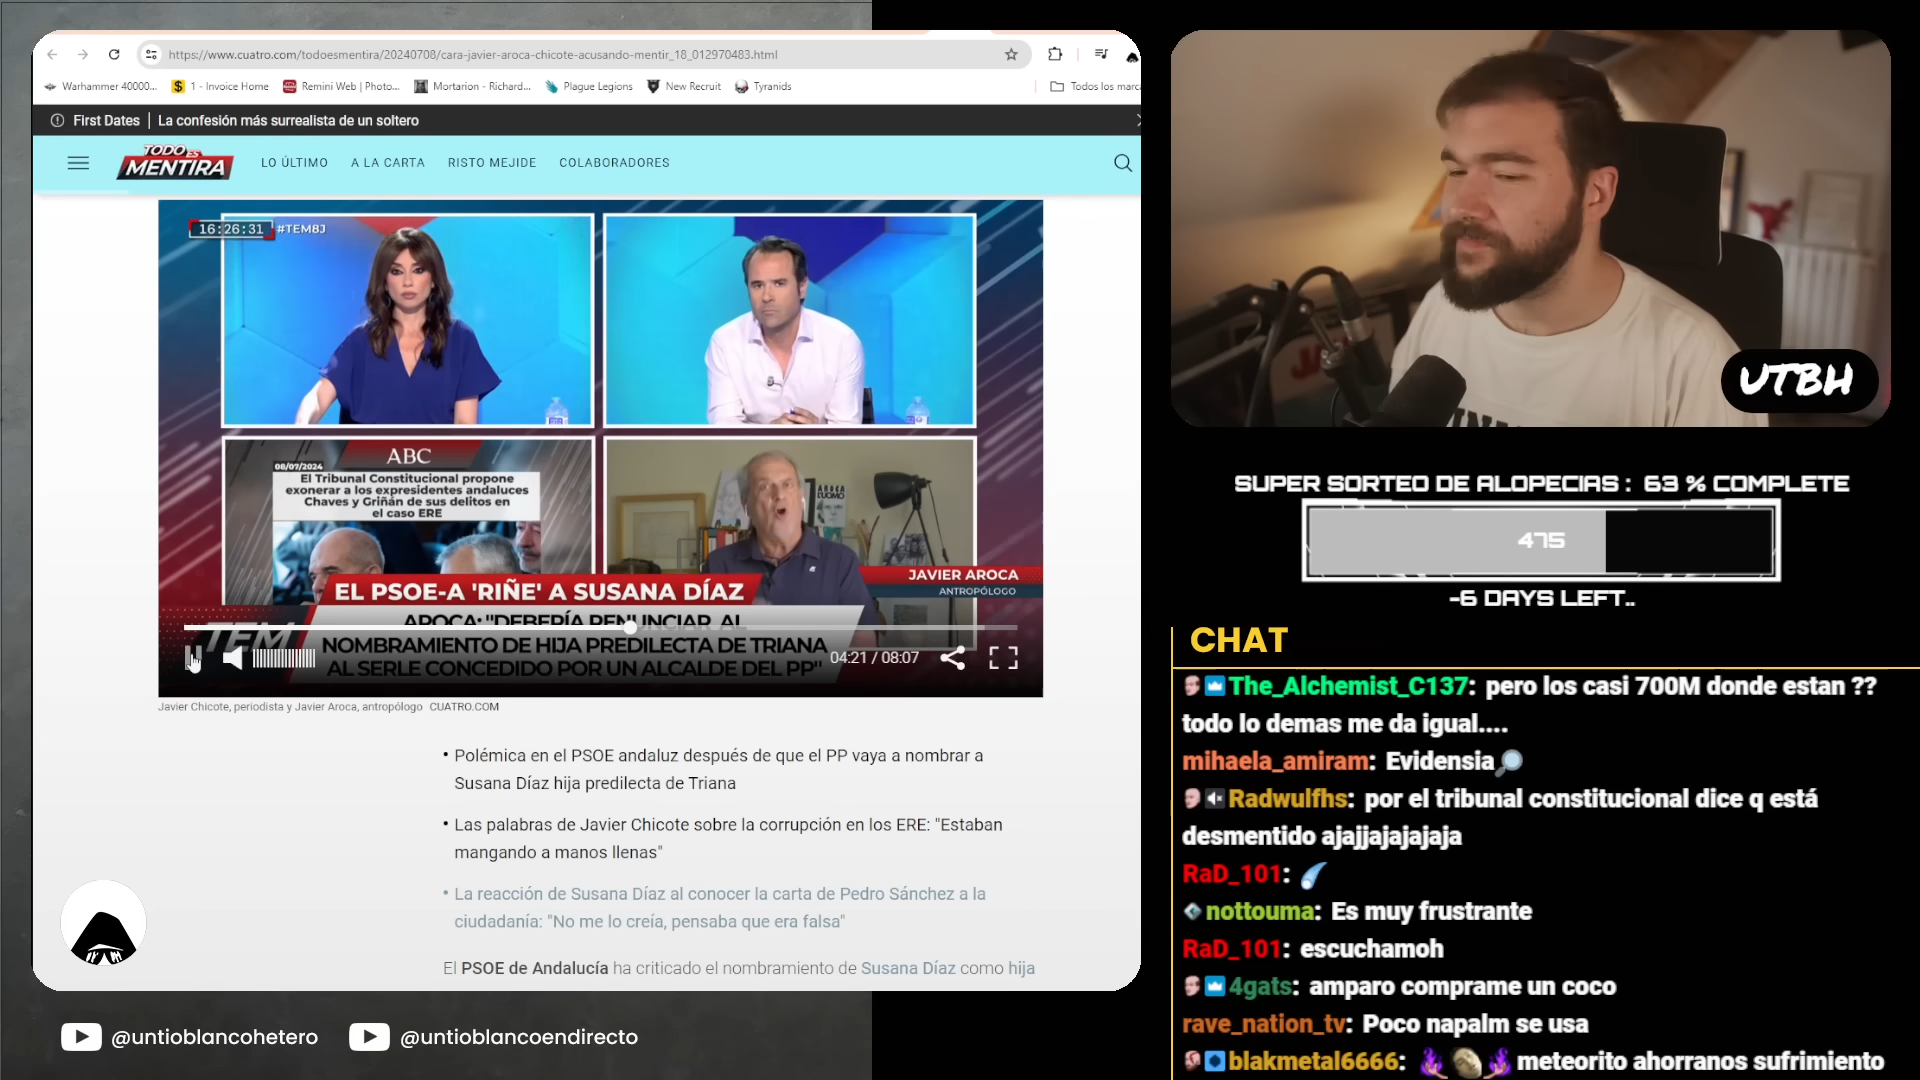 https://www.cuatro.com/todoesmentira/20240708/cara-javier-aroca-chicote-acusando-mentir_18_012970483.html
Warhammer 40000... 1 - Invoice Home Remini Web | Photo... Mortarion - Richard... Plague Legions New Recruit Tyranids Todos los marca
First Dates | La confesión más surrealista de un soltero
TODO ES
MENTIRA
LO ÚLTIMO A LA CARTA RISTO MEJIDE COLABORADORES
16:26:31 #TEM8J
ABC
08/07/2024
El Tribunal Constitucional propone
exonerar a los expresidentes andaluces
Chaves y Griñán de sus delitos en
el caso ERE
AROCA
JAVIER AROCA
ANTROPÓLOGO
EL PSOE-A 'RIÑE' A SUSANA DÍAZ
TEM
AROCA: "DEBERÍA RENUNCIAR AL
NOMBRAMIENTO DE HIJA PREDILECTA DE TRIANA
AL SERLE CONCEDIDO POR UN ALCALDE DEL PP"
04:21 / 08:07
Javier Chicote, periodista y Javier Aroca, antropólogo CUATRO.COM
• Polémica en el PSOE andaluz después de que el PP vaya a nombrar a
Susana Díaz hija predilecta de Triana
• Las palabras de Javier Chicote sobre la corrupción en los ERE: "Estaban
mangando a manos llenas"
• La reacción de Susana Díaz al conocer la carta de Pedro Sánchez a la
ciudadanía: "No me lo creía, pensaba que era falsa"
El PSOE de Andalucía ha criticado el nombramiento de Susana Díaz como hija
@untioblancohetero @untioblancoendirecto
UTBH
SUPER SORTEO DE ALOPECIAS : 63 % COMPLETE
475
-6 DAYS LEFT..
CHAT
The_Alchemist_C137: pero los casi 700M donde estan ??
todo lo demas me da igual....
mihaela_amiram: Evidensia
Radwulfhs: por el tribunal constitucional dice q está
desmentido ajajjajajajaja
RaD_101:
nottouma: Es muy frustrante
RaD_101: escuchamoh
4gats: amparo comprame un coco
rave_nation_tv: Poco napalm se usa
blakmetal6666: meteorito ahorranos sufrimiento